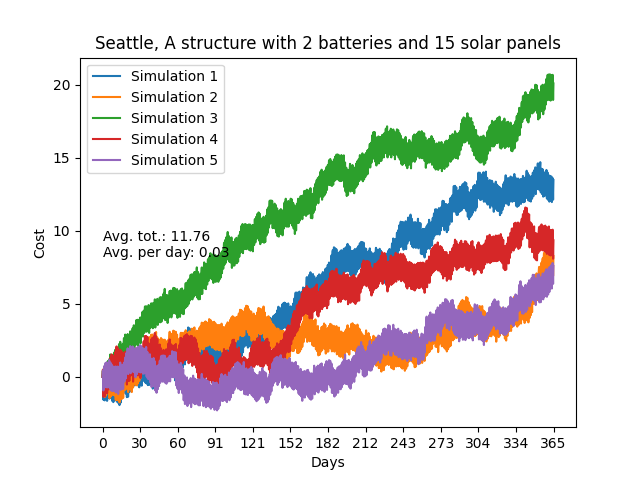 Seattle, A structure with 2 batteries and 15 solar panels
Simulation 1
Simulation 2
Simulation 3
Simulation 4
Simulation 5
20
15
10
5
0
Avg. tot.: 11.76
Avg. per day: 0.03
Cost
0 30 60 91 121 152 182 212 243 273 304 334 365
Days